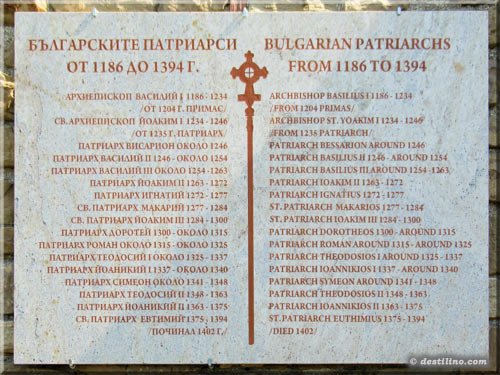 БЪЛГАРСКИТЕ ПАТРИАРСИ
ОТ 1186 ДО 1394 Г.
АРХИЕПИСКОП ВАСИЛИЙ I 1186 - 1234
/ОТ 1204 Г. ПРИМАС/
СВ. АРХИЕПИСКОП ЙОАКИМ I 1234 - 1246
/ОТ 1235 Г. ПАТРИАРХ/
ПАТРИАРХ ВИСАРИОН ОКОЛО 1246
ПАТРИАРХ ВАСИЛИЙ II 1246 - ОКОЛО 1254
ПАТРИАРХ ВАСИЛИЙ III ОКОЛО 1254 -1263
ПАТРИАРХ ЙОАКИМ II 1263 - 1272
ПАТРИАРХ ИГНАТИЙ 1272 - 1277
СВ. ПАТРИАРХ МАКАРИЙ 1277 - 1284
СВ. ПАТРИАРХ ЙОАКИМ III 1284 - 1300
ПАТРИАРХ ДОРОТЕЙ 1300 - ОКОЛО 1315
ПАТРИАРХ РОМАН ОКОЛО 1315 - ОКОЛО 1325
ПАТРИАРХ ТЕОДОСИЙ I ОКОЛО 1325 - 1337
ПАТРИАРХ ЙОАНИКИЙ I 1337 - ОКОЛО 1340
ПАТРИАРХ СИМЕОН ОКОЛО 1341 - 1348
ПАТРИАРХ ТЕОДОСИЙ II 1348 - 1363
ПАТРИАРХ ЙОАНИКИЙ II 1363 - 1375
СВ. ПАТРИАРХ ЕВТИМИЙ 1375 - 1394
/ПОЧИНАЛ 1402 Г./
BULGARIAN PATRIARCHS
FROM 1186 TO 1394
ARCHBISHOP BASILIUS I 1186 - 1234
/FROM 1204 PRIMAS/
ARCHBISHOP ST. YOAKIM I 1234 - 1246
/FROM 1235 PATRIARCH/
PATRIARCH BESSARION AROUND 1246
PATRIARCH BASILIUS II 1246 - AROUND 1254
PATRIARCH BASILIUS III AROUND 1254 -1263
PATRIARCH IOAKIM II 1263 - 1272
PATRIARCH IGNATIUS 1272 - 1277
ST. PATRIARCH MAKARIOS 1277 - 1284
ST. PATRIARCH IOAKIM III 1284 - 1300
PATRIARCH DOROTHEOS 1300 - AROUND 1315
PATRIARCH ROMAN AROUND 1315 - AROUND 1325
PATRIARCH THEODOSIUS I AROUND 1325 - 1337
PATRIARCH IOANNIKIOS I 1337 - AROUND 1340
PATRIARCH SYMEON AROUND 1341 - 1348
PATRIARCH THEODOSIUS II 1348 - 1363
PATRIARCH IOANNIKIOS II 1363 - 1375
ST. PATRIARCH EUTHIMIUS 1375 - 1394
/DIED 1402/
© destilino.com